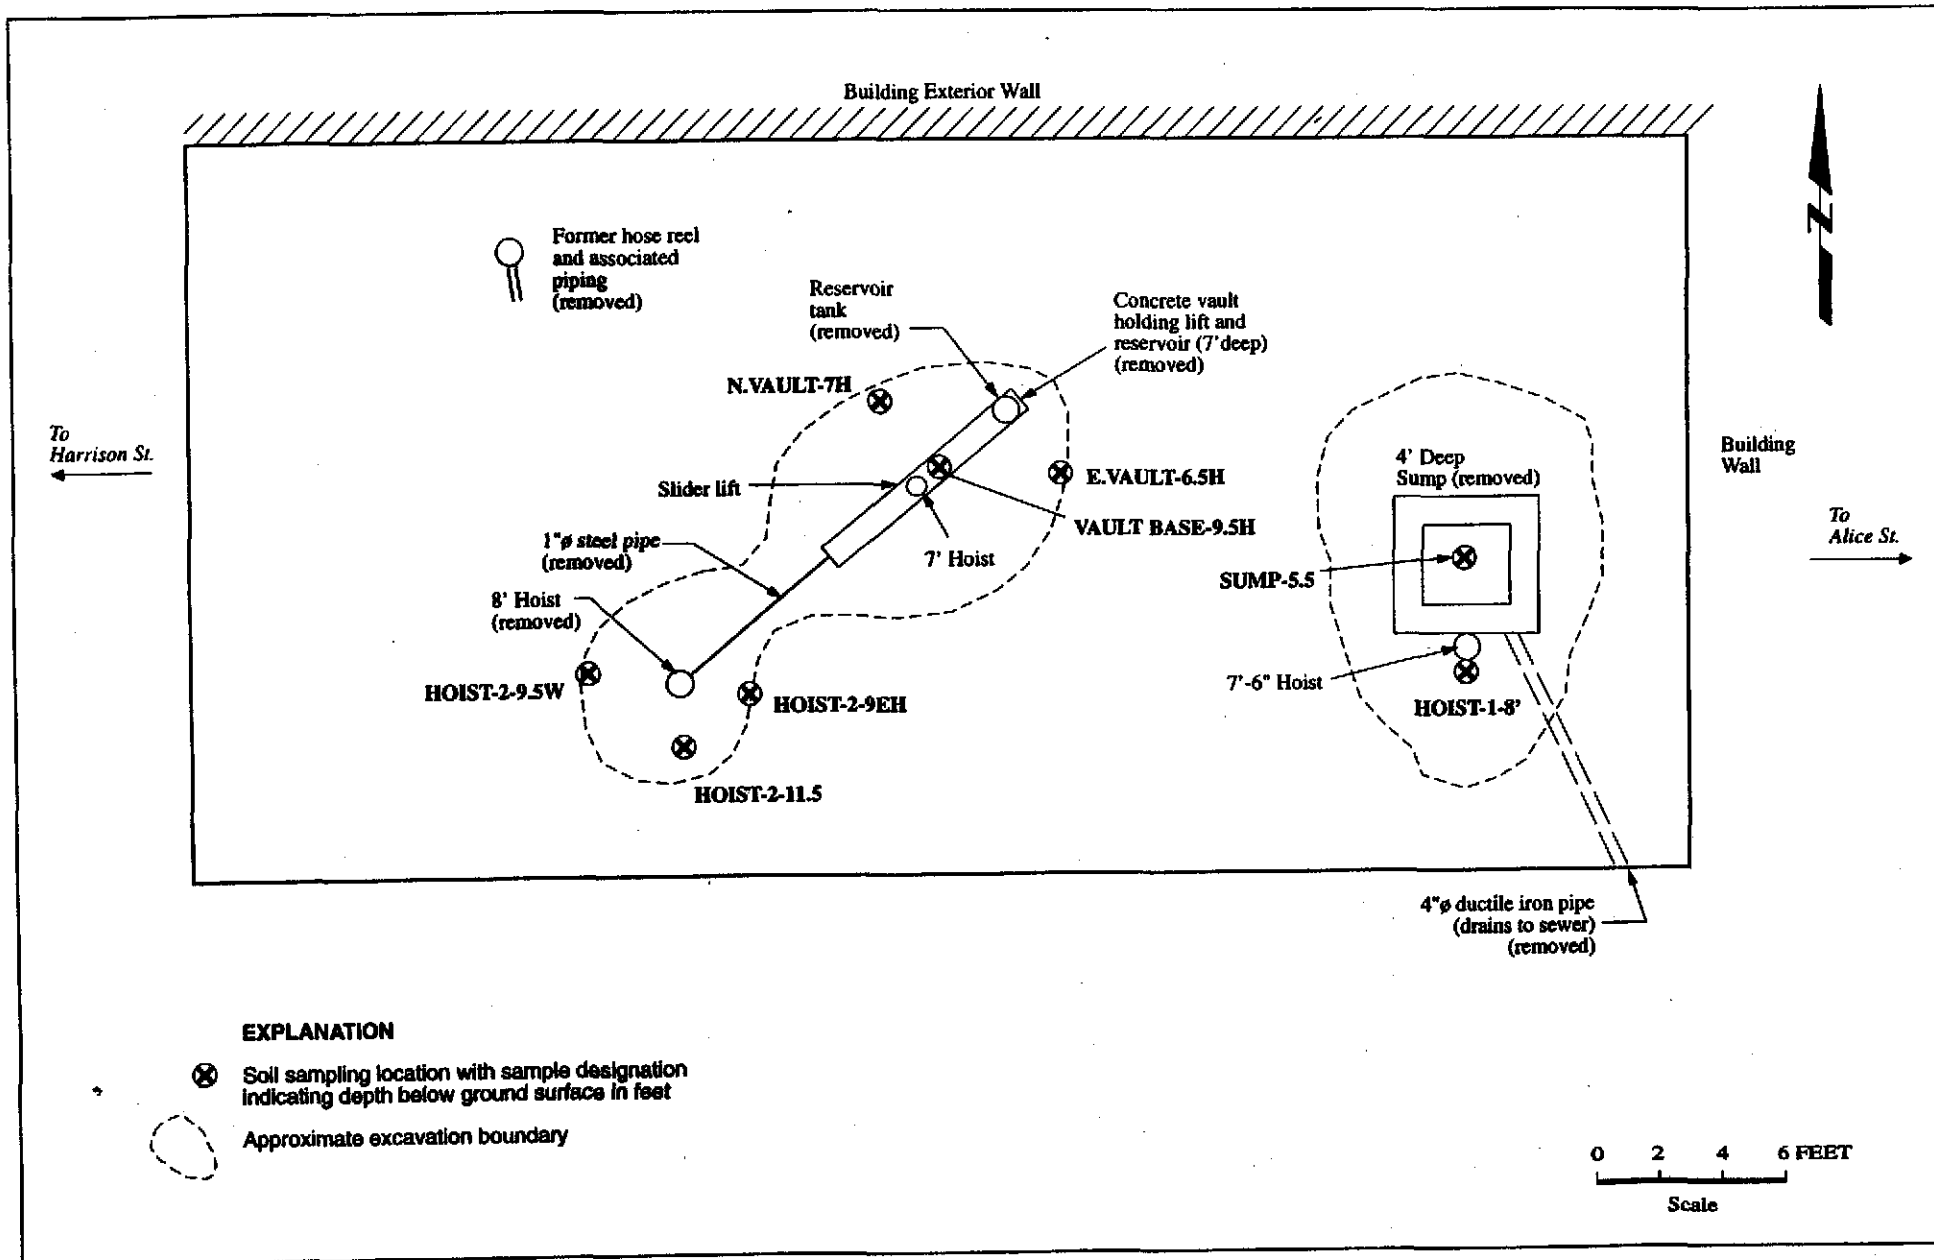 Building Exterior Wall
Former hose reel
and associated
piping
(removed)
Reservoir
tank
(removed)
Concrete vault
holding lift and
reservoir (7'deep)
(removed)
N
N.VAULT-7H
To
Harrison St.
Slider lift
E.VAULT-6.5H
VAULT BASE-9.5H
4' Deep
Sump (removed)
Building
Wall
To
Alice St.
1"ø steel pipe
(removed)
7' Hoist
SUMP-5.5
8' Hoist
(removed)
HOIST-2-9.5W
HOIST-2-9EH
7'-6" Hoist
HOIST-1-8'
HOIST-2-11.5
4"ø ductile iron pipe
(drains to sewer)
(removed)
EXPLANATION
Soil sampling location with sample designation
indicating depth below ground surface in feet
Approximate excavation boundary
0 2 4 6 FEET
Scale